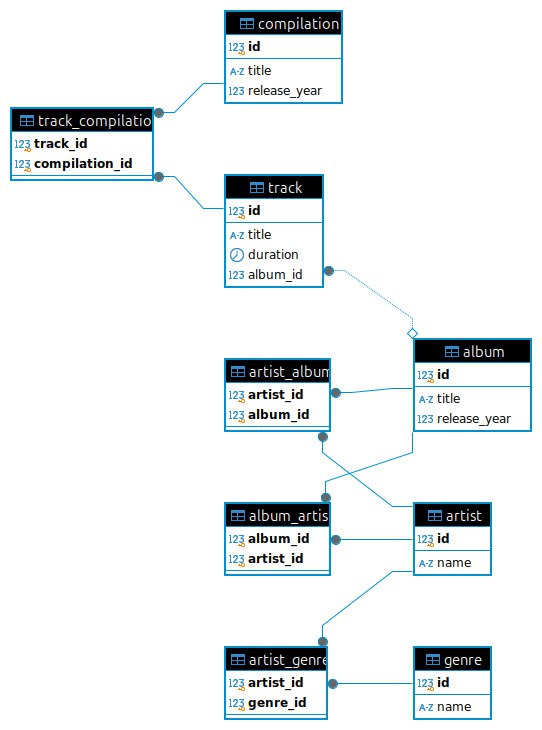 compilation
123 id
A-Z title
123 release_year
track_compilatio
123 track_id
123 compilation_id
track
123 id
A-Z title
duration
123 album_id
album
123 id
A-Z title
123 release_year
artist_album
123 artist_id
123 album_id
album_artis
123 album_id
123 artist_id
artist
123 id
A-Z name
artist_genre
123 artist_id
123 genre_id
genre
123 id
A-Z name